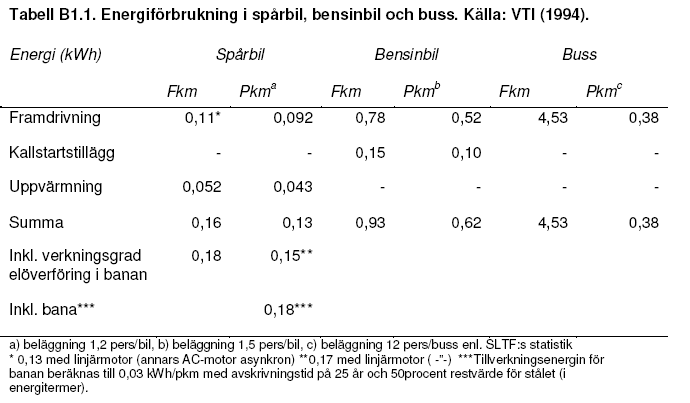 Tabell B1.1. Energiförbrukning i spårbil, bensinbil och buss. Källa: VTI (1994).
Energi (kWh) Spårbil Bensinbil Buss
Fkm Pkmᵃ Fkm Pkmᵇ Fkm Pkmᶜ
Framdrivning 0,11* 0,092 0,78 0,52 4,53 0,38
Kallstartstillägg - - 0,15 0,10 - -
Uppvärmning 0,052 0,043 - - - -
Summa 0,16 0,13 0,93 0,62 4,53 0,38
Inkl. verkningsgrad 0,18 0,15**
elöverföring i banan
Inkl. bana*** 0,18***
a) beläggning 1,2 pers/bil, b) beläggning 1,5 pers/bil, c) beläggning 12 pers/buss enl. SLTF:s statistik
* 0,13 med linjärmotor (annars AC-motor asynkron) **0,17 med linjärmotor ( -"-) ***Tillverkningsenergin för
banan beräknas till 0,03 kWh/pkm med avskrivningstid på 25 år och 50procent restvärde för stålet (i
energitermer).